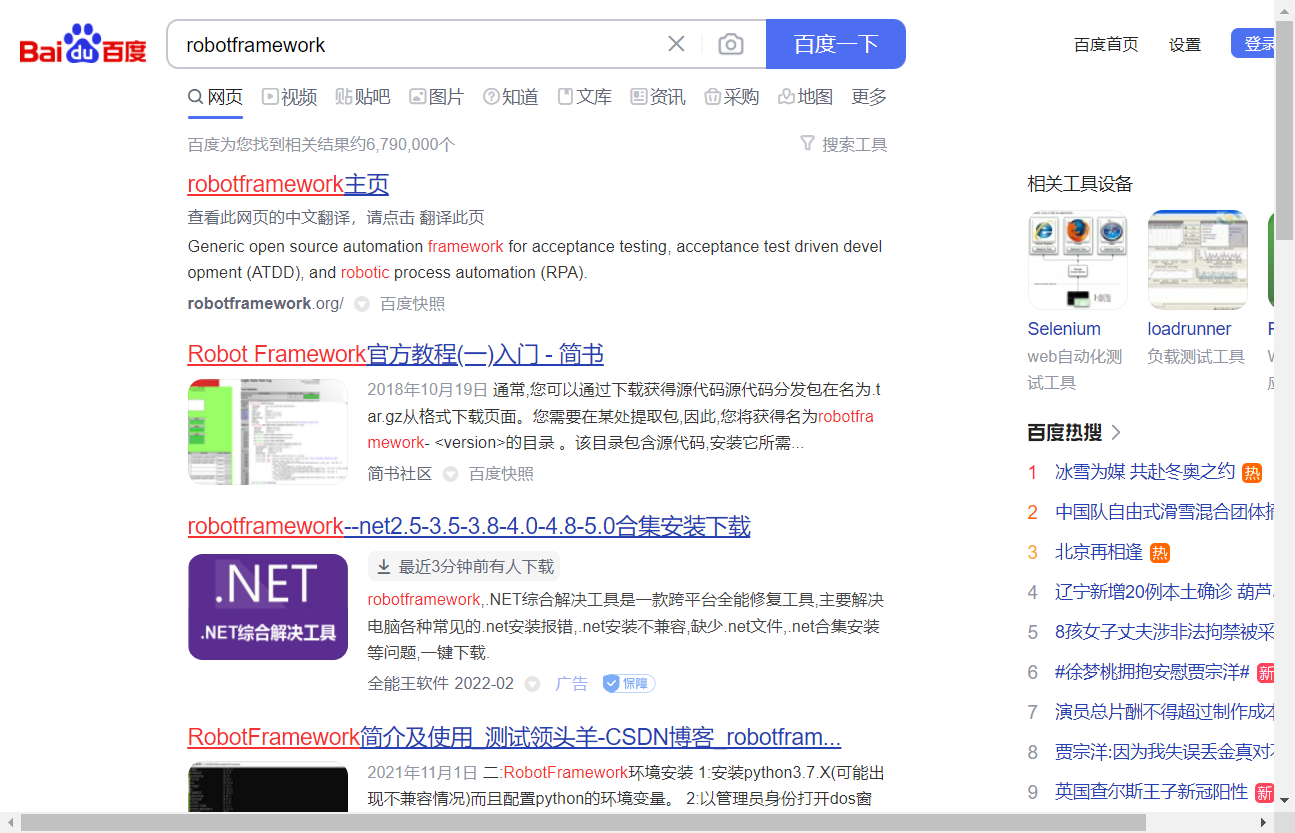 Bai du 百度
robotframework
百度一下
百度首页
设置
登录
网页
视频
贴贴吧
图片
知道
文库
资讯
采购
地图
更多
百度为您找到相关结果约6,790,000个
搜索工具
robotframework主页
查看此网页的中文翻译，请点击 翻译此页
Generic open source automation framework for acceptance testing, acceptance test driven devel
opment (ATDD), and robotic process automation (RPA).
robotframework.org/
百度快照
Robot Framework官方教程(一)入门 - 简书
2018年10月19日 通常,您可以通过下载获得源代码源代码分发包在名为.t
ar.gz从格式下载页面。您需要在某处提取包,因此,您将获得名为robotfra
mework- <version>的目录 。该目录包含源代码,安装它所需...
简书社区
百度快照
robotframework--net2.5-3.5-3.8-4.0-4.8-5.0合集安装下载
.NET
.NET综合解决工具
最近3分钟前有人下载
robotframework,.NET综合解决工具是一款跨平台全能修复工具,主要解决
电脑各种常见的.net安装报错,.net安装不兼容,缺少.net文件,.net合集安装
等问题,一键下载.
全能王软件 2022-02
广告
保障
RobotFramework简介及使用_测试领头羊-CSDN博客_robotfram...
2021年11月1日 二:RobotFramework环境安装 1:安装python3.7.X(可能出
现不兼容情况)而且配置python的环境变量。 2:以管理员身份打开dos窗
相关工具设备
Selenium
web自动化测
试工具
loadrunner
负载测试工具
百度热搜
1 冰雪为媒 共赴冬奥之约 热
2 中国队自由式滑雪混合团体摘
3 北京再相逢 热
4 辽宁新增20例本土确诊 葫芦
5 8孩女子丈夫涉非法拘禁被采
6 #徐梦桃拥抱安慰贾宗洋# 新
7 演员总片酬不得超过制作成本
8 贾宗洋:因为我失误丢金真对不
9 英国查尔斯王子新冠阳性 新